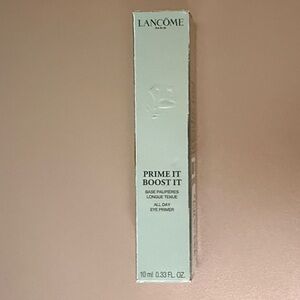 LANCÔME
PARIS
PRIME IT
BOOST IT
BASE PAUPIÈRES
LONGUE TENUE
ALL DAY
EYE PRIMER
10 ml 0.33 FL. OZ.